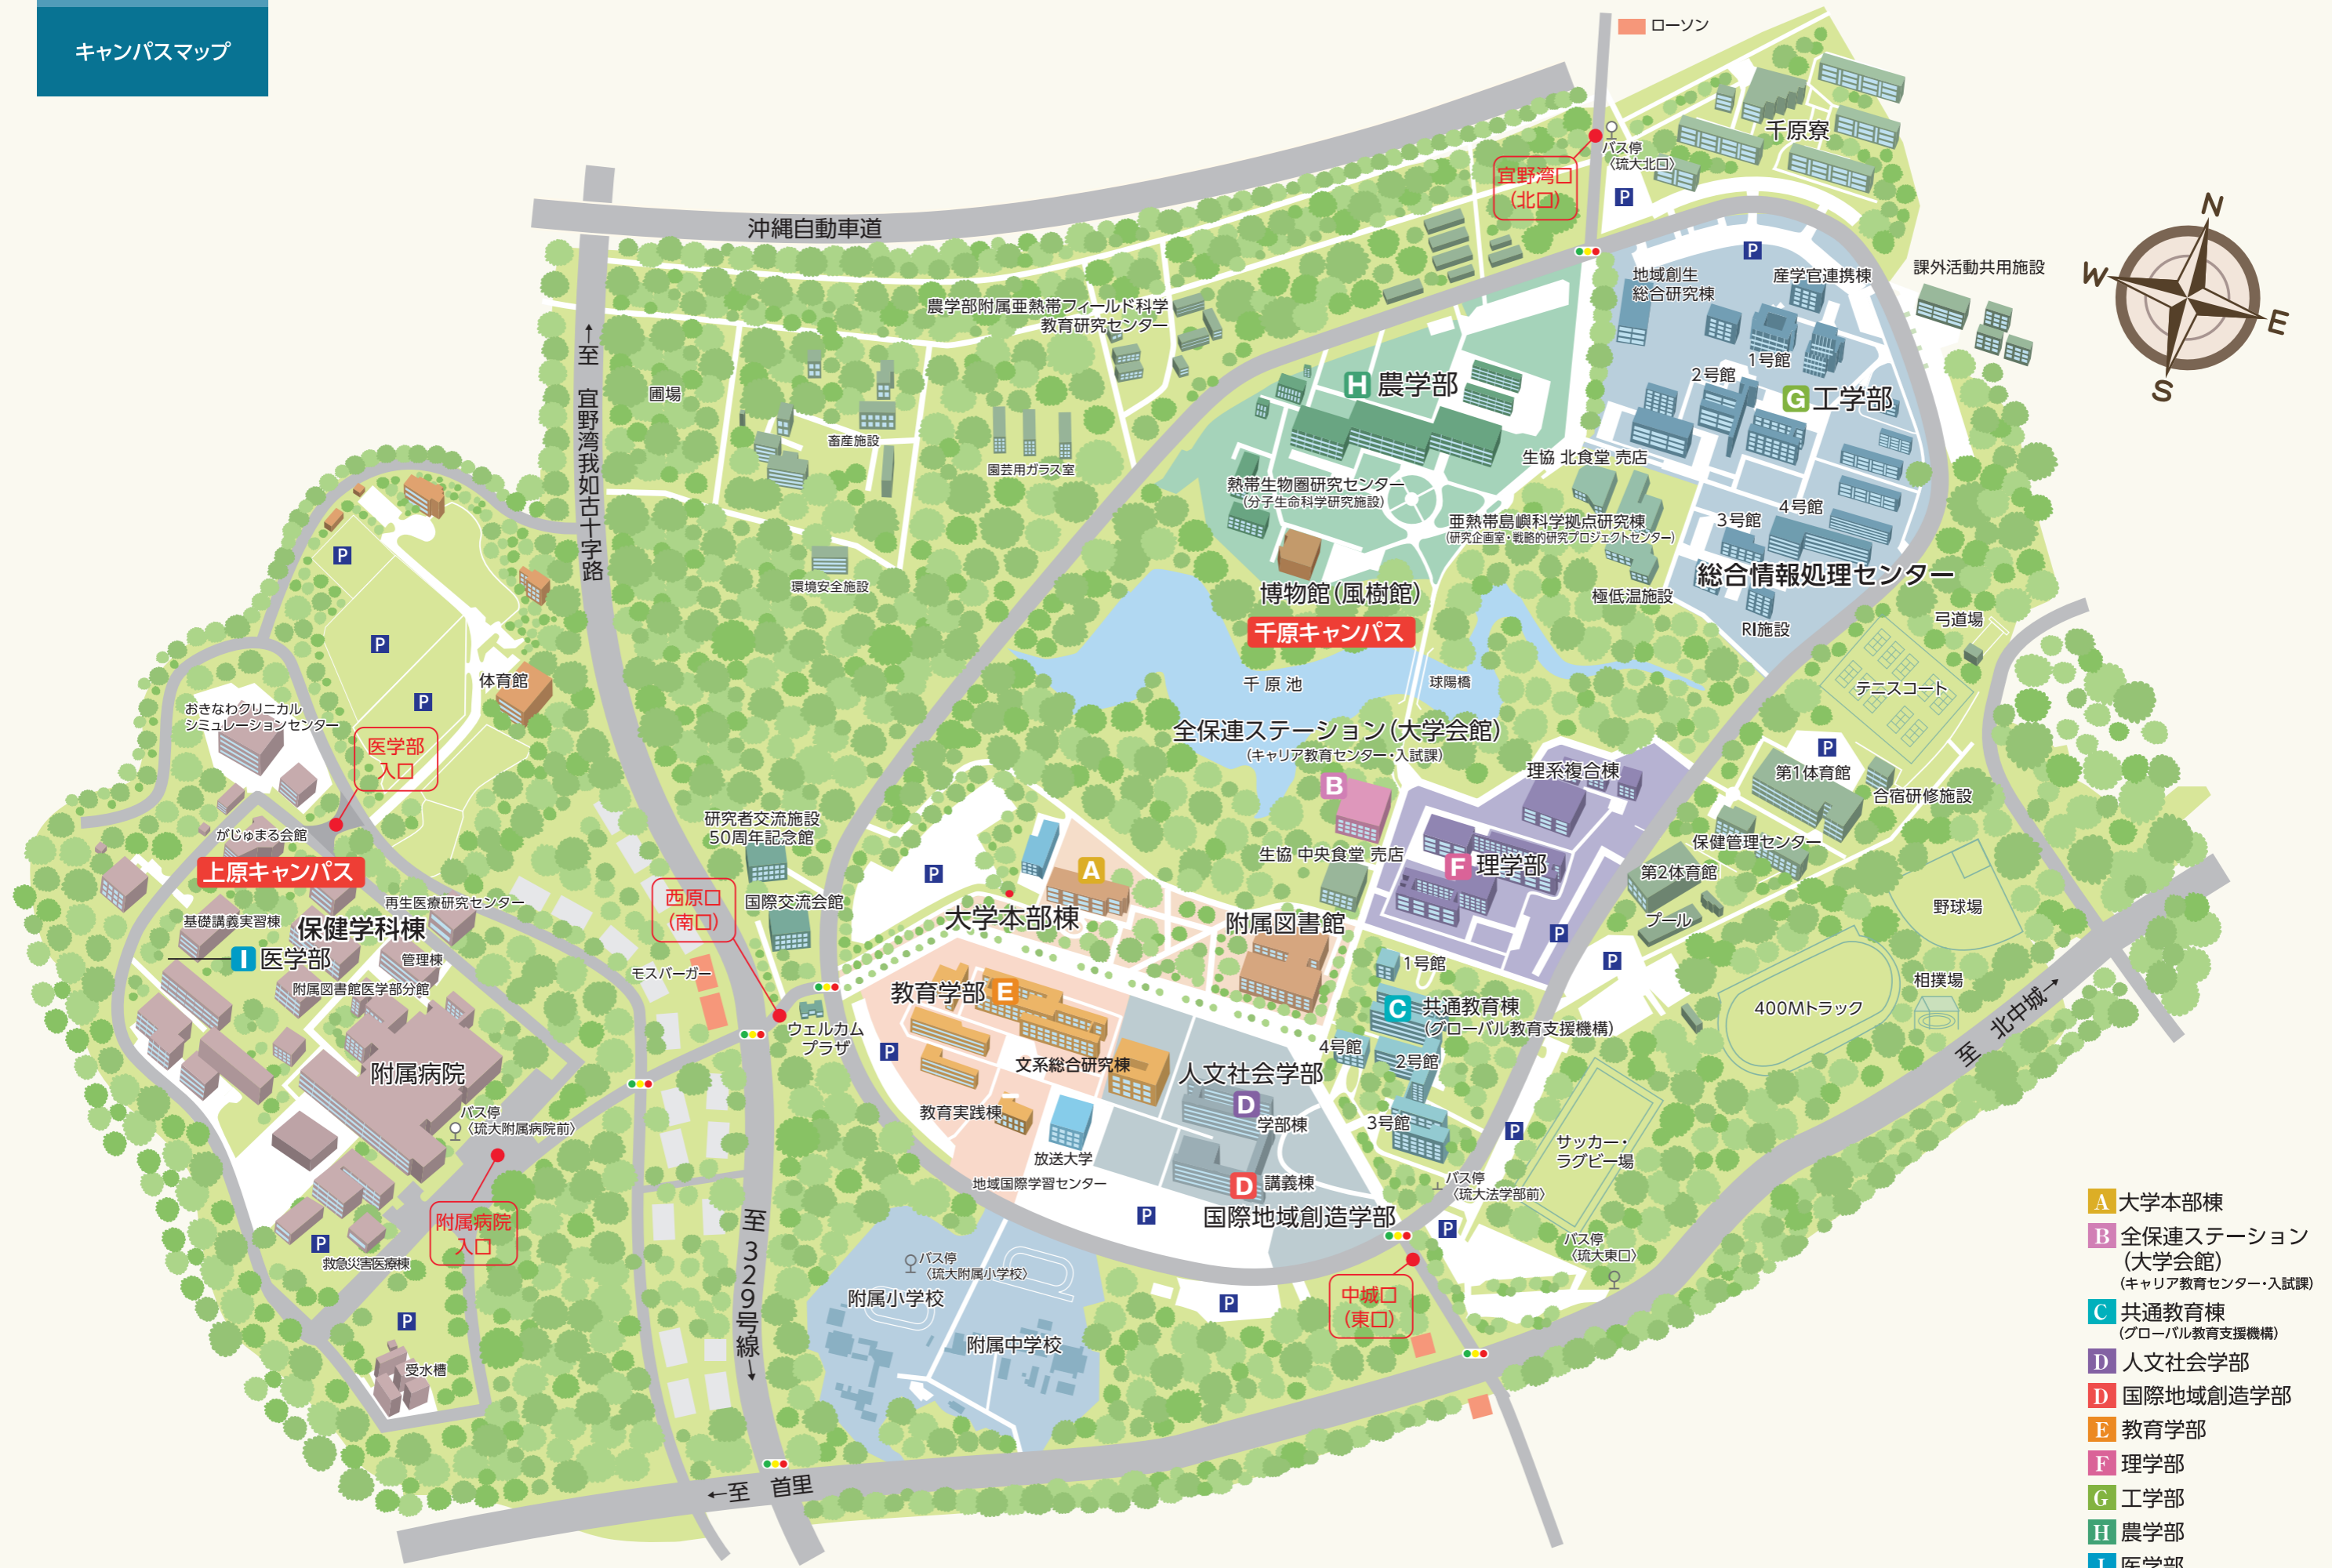 キャンパスマップ
ローソン
バス停
〈琉大北口〉
宜野湾口
(北口)
千原寮
P
沖縄自動車道
N
W
E
S
課外活動共用施設
P
地域創生
総合研究棟
産学官連携棟
1号館
2号館
G 工学部
農学部附属亜熱帯フィールド科学
教育研究センター
←至 宜野湾我如古十字路
圃場
畜産施設
園芸用ガラス室
環境安全施設
H 農学部
生協 北食堂 売店
熱帯生物圏研究センター
(分子生命科学研究施設)
亜熱帯島嶼科学拠点研究棟
(研究企画室・戦略的研究プロジェクトセンター)
3号館
4号館
総合情報処理センター
極低温施設
RI施設
博物館(風樹館)
千原キャンパス
千原池
球陽橋
弓道場
テニスコート
P
第1体育館
合宿研修施設
保健管理センター
第2体育館
プール
野球場
400Mトラック
相撲場
至 北中城→
P
P
P
体育館
おきなわクリニカル
シミュレーションセンター
医学部
入口
がじゅまる会館
上原キャンパス
再生医療研究センター
基礎講義実習棟
保健学科棟
I 医学部
管理棟
附属図書館医学部分館
附属病院
バス停
〈琉大附属病院前〉
附属病院
入口
P
救急災害医療棟
P
受水槽
研究者交流施設
50周年記念館
西原口
(南口)
国際交流会館
モスバーガー
ウェルカム
プラザ
P
全保連ステーション(大学会館)
(キャリア教育センター・入試課)
B
生協 中央食堂 売店
理系複合棟
F 理学部
P
P
A
大学本部棟
附属図書館
教育学部 E
P
文系総合研究棟
教育実践棟
放送大学
地域国際学習センター
1号館
C 共通教育棟
(グローバル教育支援機構)
4号館
2号館
3号館
人文社会学部
D
学部棟
D 講義棟
国際地域創造学部
P
P
サッカー・
ラグビー場
バス停
〈琉大法学部前〉
P
バス停
〈琉大東口〉
中城口
(東口)
P
バス停
〈琉大附属小学校〉
附属小学校
附属中学校
至 329号線→
←至 首里
A 大学本部棟
B 全保連ステーション
(大学会館)
(キャリア教育センター・入試課)
C 共通教育棟
(グローバル教育支援機構)
D 人文社会学部
D 国際地域創造学部
E 教育学部
F 理学部
G 工学部
H 農学部
I 医学部